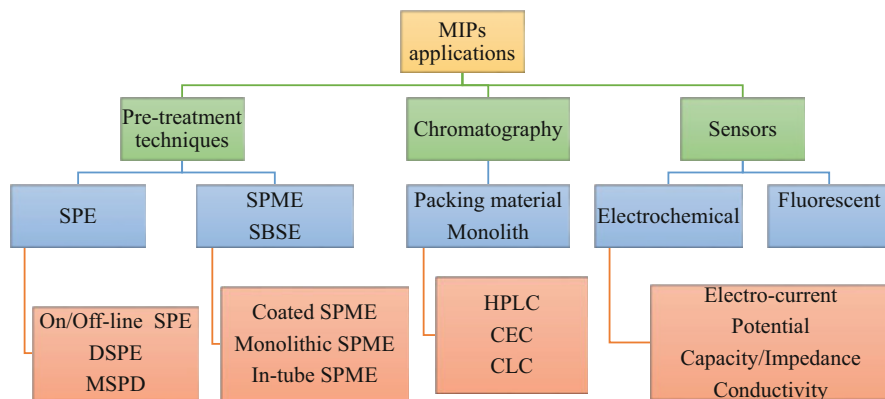 MIPs
applications
Pre-treatment
techniques
Chromatography
Sensors
SPE
SPME
SBSE
Packing material
Monolith
Electrochemical
Fluorescent
On/Off-line SPE
DSPE
MSPD
Coated SPME
Monolithic SPME
In-tube SPME
HPLC
CEC
CLC
Electro-current
Potential
Capacity/Impedance
Conductivity